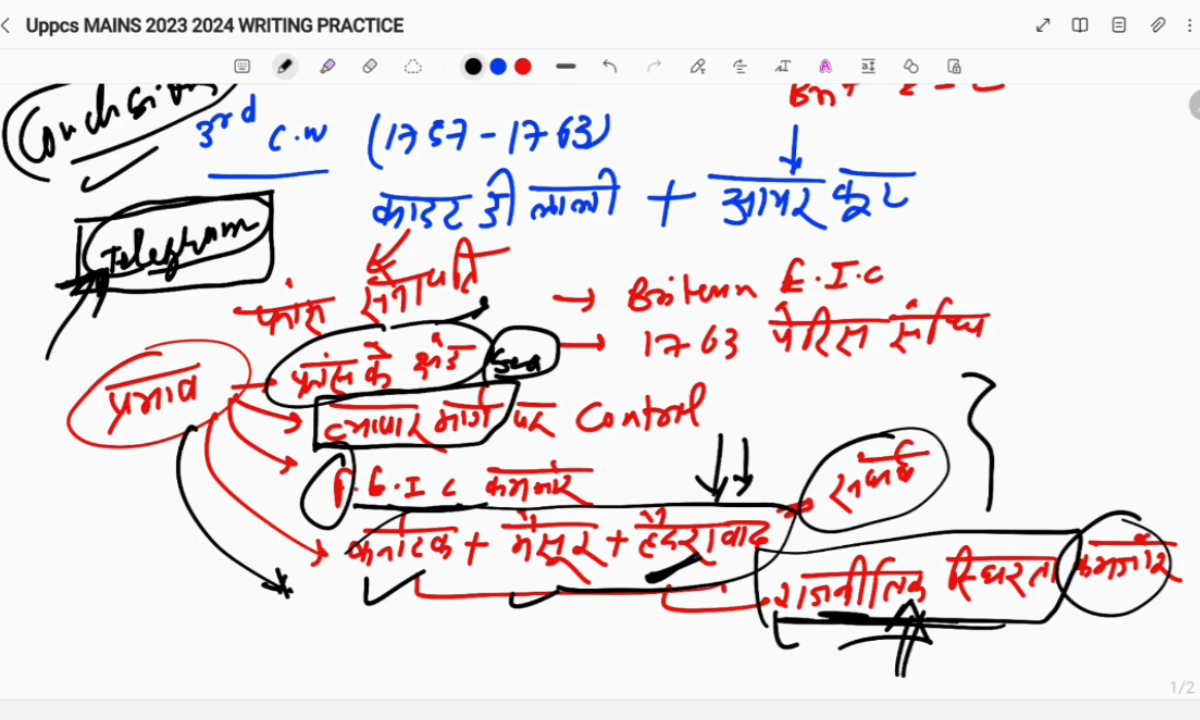 Uppcs MAINS 2023 2024 WRITING PRACTICE
Conclusion
3rd C.W (1757-1763)
काउंट डी लाली + आयर कूट
Telegram
फ्रांस सेनापति
→ Britain E.I.C
→ 1763 पेरिस संधि
प्रभाव
फ्रांस के
Sea
व्यापार मार्ग पर Control
F.E.I.C कमजोर
कर्नाटक + मैसूर + हैदराबाद
राजनीतिक स्थिरता कमजोर
1/2